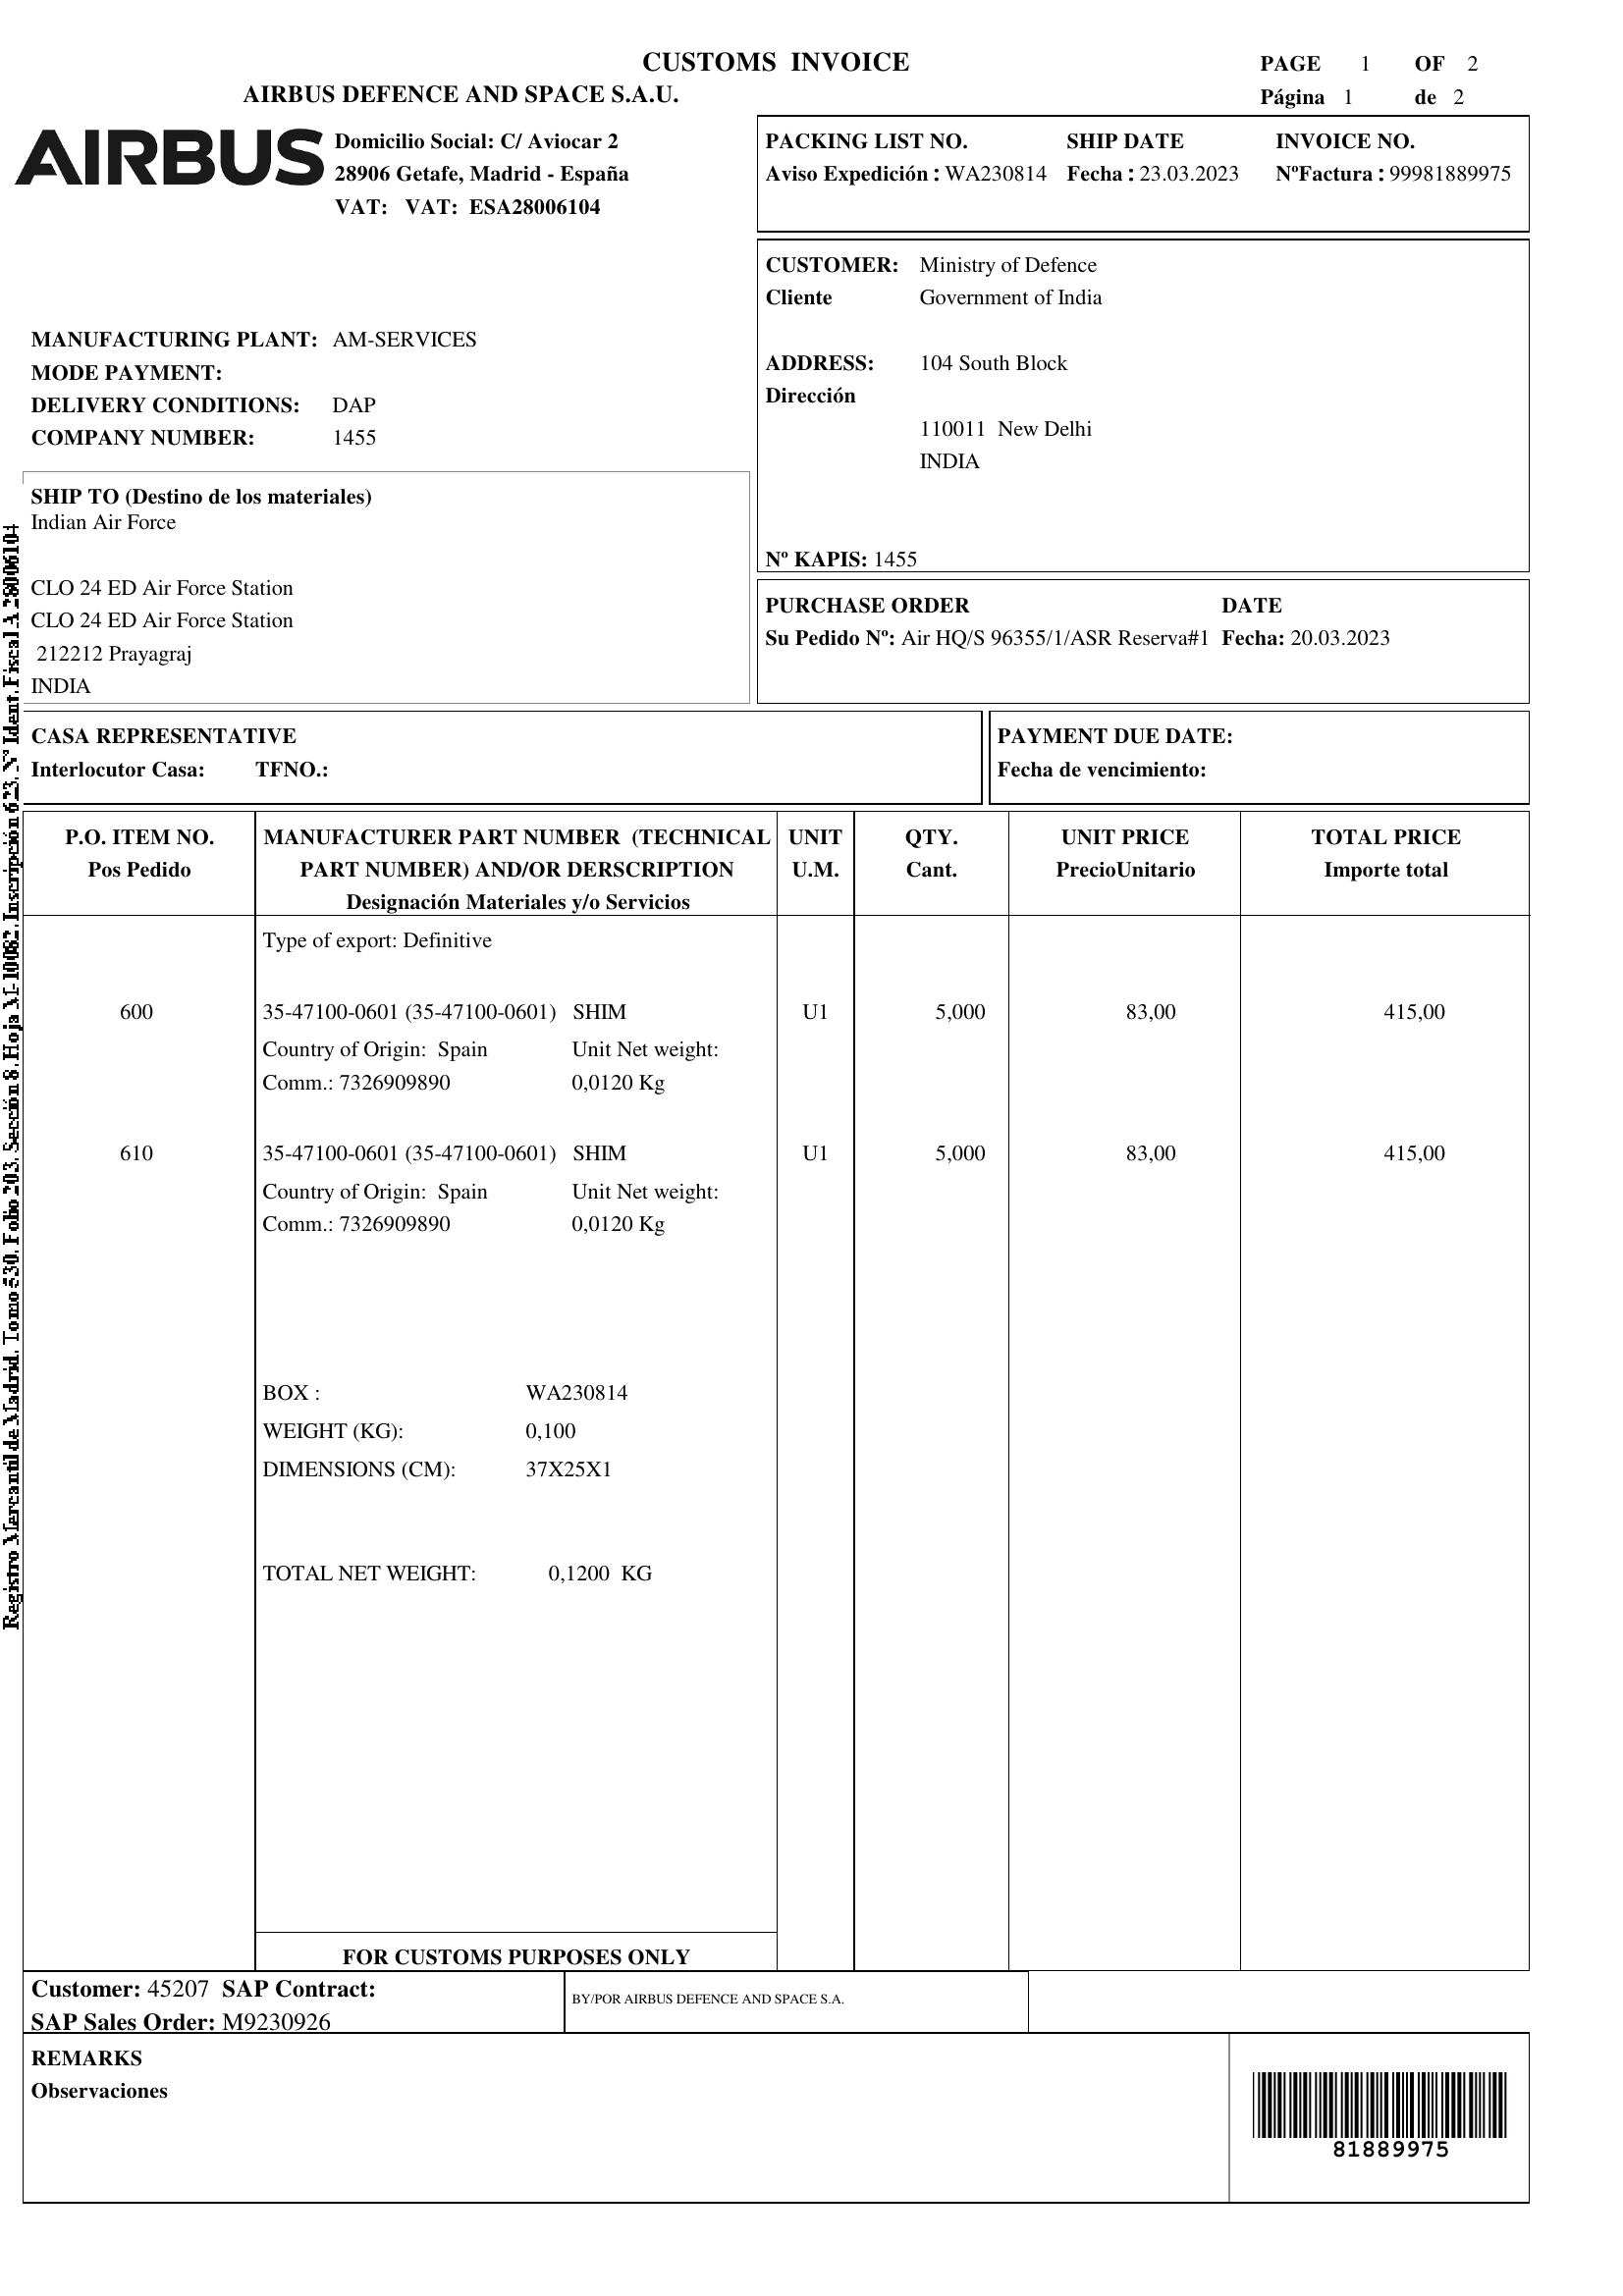 CUSTOMS INVOICE
PAGE 1 OF 2
AIRBUS DEFENCE AND SPACE S.A.U.
Página 1 de 2
AIRBUS
Domicilio Social: C/ Aviocar 2
28906 Getafe, Madrid - España
VAT: VAT: ESA28006104
PACKING LIST NO. SHIP DATE INVOICE NO.
Aviso Expedición : WA230814 Fecha : 23.03.2023 NºFactura : 99981889975
CUSTOMER: Ministry of Defence
Cliente Government of India
ADDRESS: 104 South Block
Dirección
110011 New Delhi
INDIA
Nº KAPIS: 1455
MANUFACTURING PLANT: AM-SERVICES
MODE PAYMENT:
DELIVERY CONDITIONS: DAP
COMPANY NUMBER: 1455
SHIP TO (Destino de los materiales)
Indian Air Force
CLO 24 ED Air Force Station
CLO 24 ED Air Force Station
212212 Prayagraj
INDIA
PURCHASE ORDER DATE
Su Pedido Nº: Air HQ/S 96355/1/ASR Reserva#1 Fecha: 20.03.2023
CASA REPRESENTATIVE
Interlocutor Casa: TFNO.:
PAYMENT DUE DATE:
Fecha de vencimiento:
P.O. ITEM NO. MANUFACTURER PART NUMBER (TECHNICAL UNIT QTY. UNIT PRICE TOTAL PRICE
Pos Pedido PART NUMBER) AND/OR DERSCRIPTION U.M. Cant. PrecioUnitario Importe total
Designación Materiales y/o Servicios
Type of export: Definitive
600 35-47100-0601 (35-47100-0601) SHIM U1 5,000 83,00 415,00
Country of Origin: Spain Unit Net weight:
Comm.: 7326909890 0,0120 Kg
610 35-47100-0601 (35-47100-0601) SHIM U1 5,000 83,00 415,00
Country of Origin: Spain Unit Net weight:
Comm.: 7326909890 0,0120 Kg
BOX : WA230814
WEIGHT (KG): 0,100
DIMENSIONS (CM): 37X25X1
TOTAL NET WEIGHT: 0,1200 KG
FOR CUSTOMS PURPOSES ONLY
Customer: 45207 SAP Contract:
SAP Sales Order: M9230926
BY/POR AIRBUS DEFENCE AND SPACE S.A.
REMARKS
Observaciones
81889975
Registro Mercantil de Madrid, Tomo 530, Folio 203, Sección 8, Hoja M-10082, Inscripción 623, Nº Ident. Fiscal A 28006104